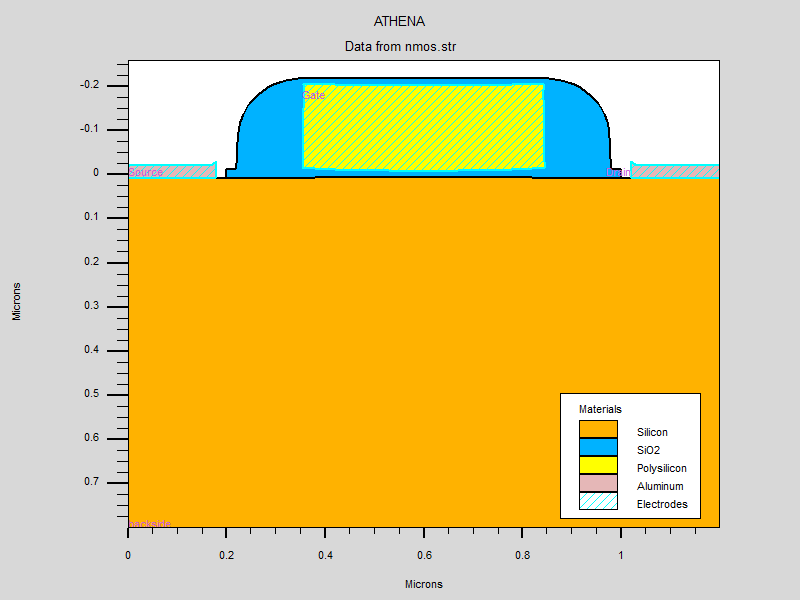 ATHENA
Data from nmos.str
-0.2
-0.1
0
0.1
0.2
0.3
0.4
0.5
0.6
0.7
Microns
Gate
Source
Drain
backside
Materials
Silicon
SiO2
Polysilicon
Aluminum
Electrodes
0
0.2
0.4
0.6
0.8
1
Microns